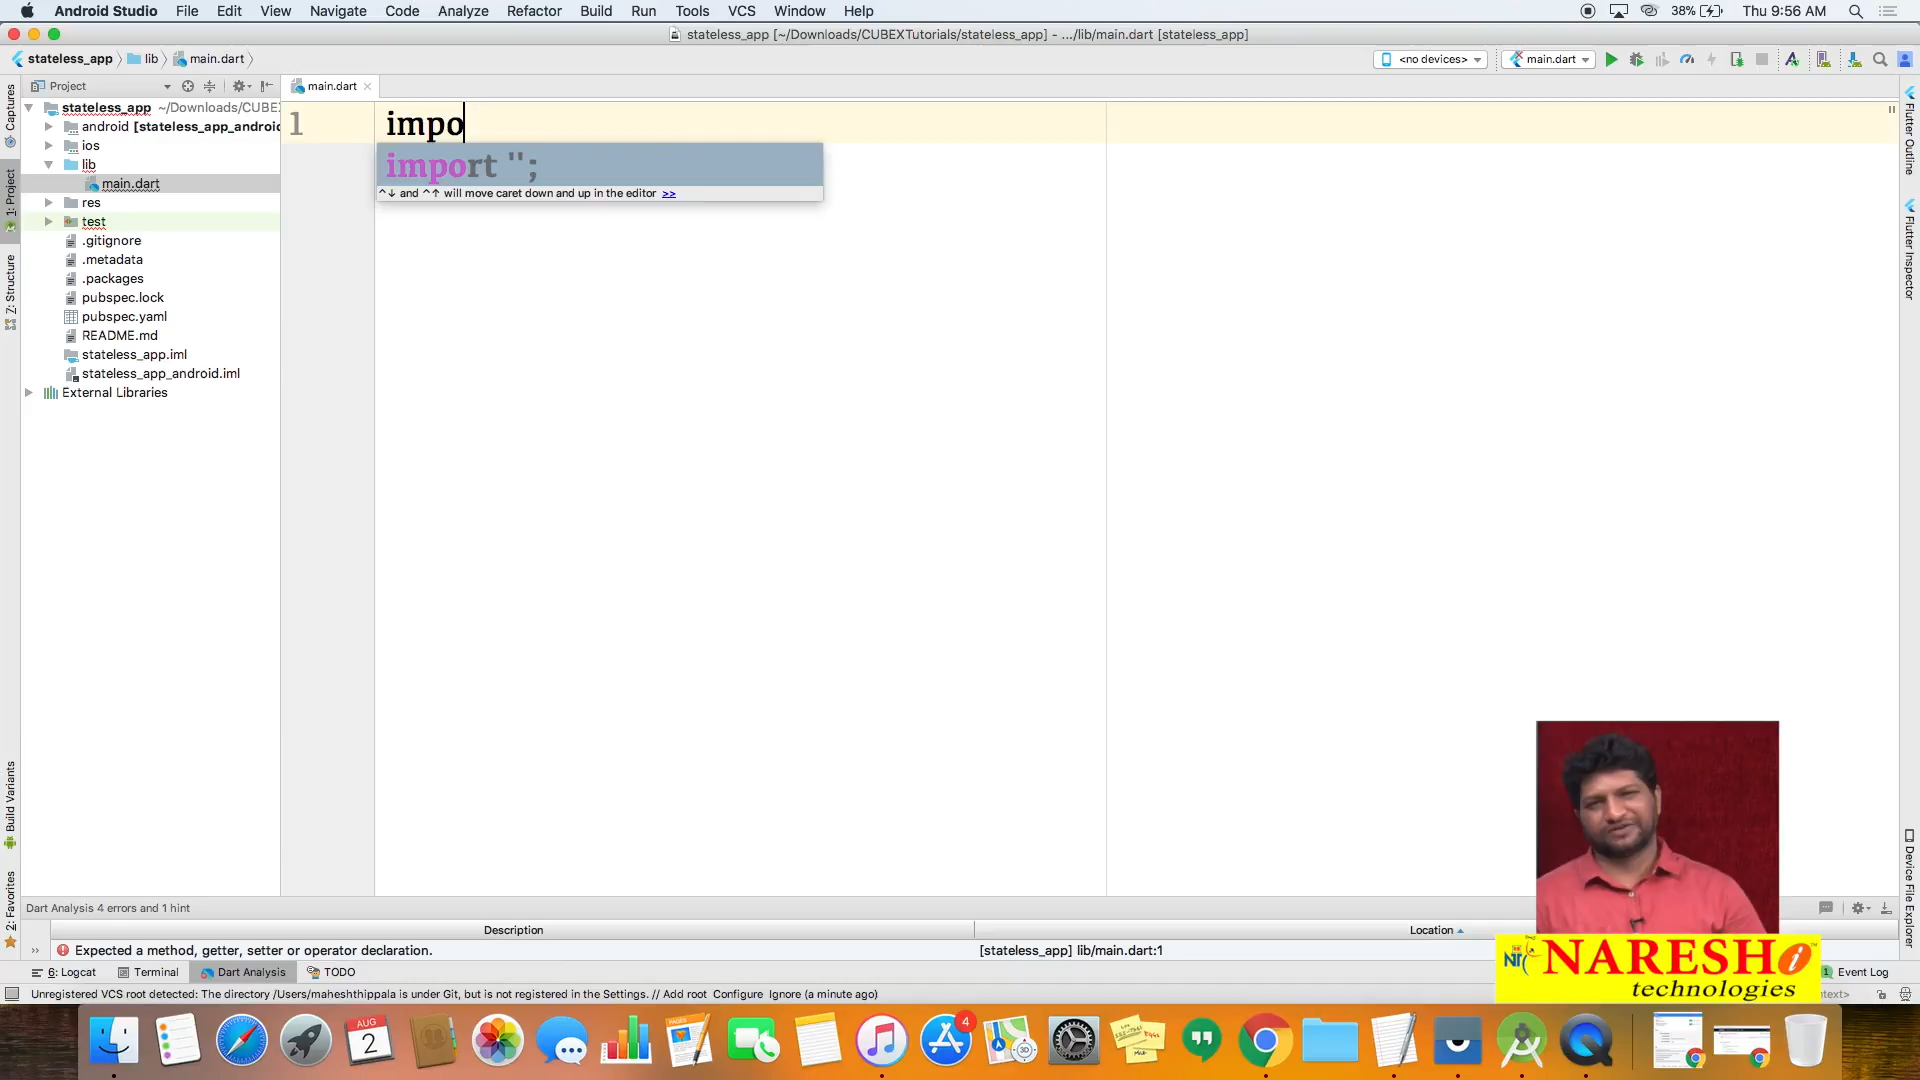 Android Studio File Edit View Navigate Code Analyze Refactor Build Run Tools VCS Window Help 38% Thu 9:56 AM
stateless_app [~/Downloads/CUBEXTutorials/stateless_app] - .../lib/main.dart [stateless_app]
stateless_app lib main.dart <no devices> main.dart
Project main.dart
stateless_app ~/Downloads/CUBE
android [stateless_app_androi
ios
lib
main.dart
res
test
.gitignore
.metadata
.packages
pubspec.lock
pubspec.yaml
README.md
stateless_app.iml
stateless_app_android.iml
External Libraries
Captures
1: Project
Z: Structure
Build Variants
2: Favorites
1 impo
import '';
^↓ and ^↑ will move caret down and up in the editor >>
Flutter Outline
Flutter Inspector
Device File Explorer
Dart Analysis 4 errors and 1 hint
Description Location
Expected a method, getter, setter or operator declaration. [stateless_app] lib/main.dart:1
6: Logcat Terminal Dart Analysis TODO 1 Event Log
Unregistered VCS root detected: The directory /Users/maheshthippala is under Git, but is not registered in the Settings. // Add root Configure Ignore (a minute ago) text>
NT NARESH i
technologies
AUG
2
4
3D